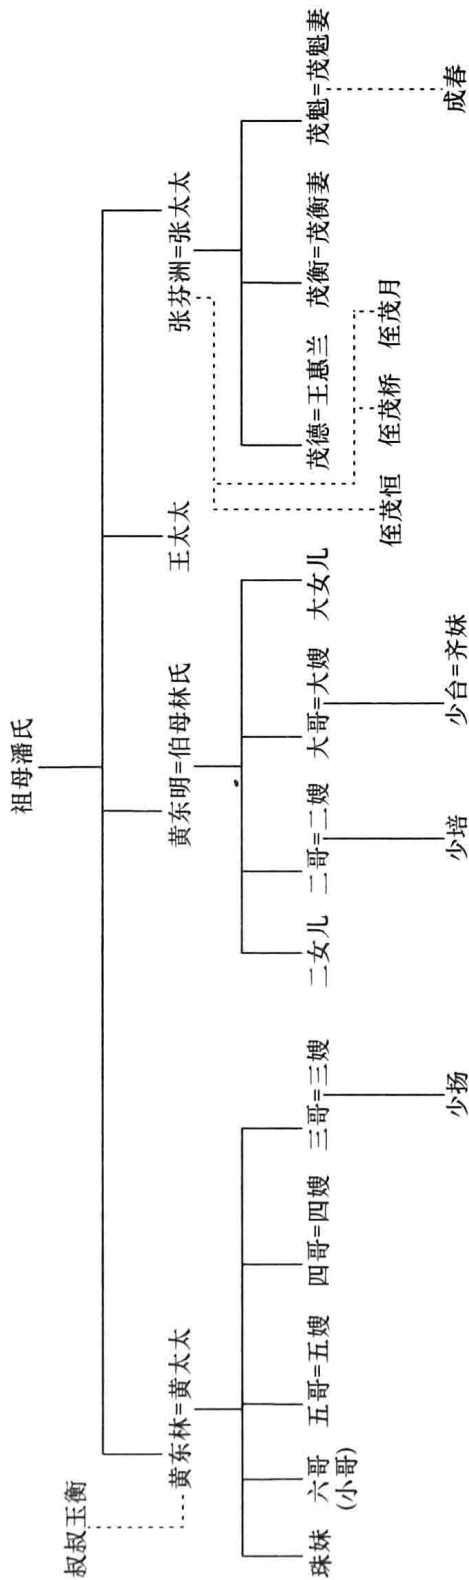 祖母潘氏
叔叔玉衡
黄东林=黄太太 黄东明=伯母林氏 王太太 张芬洲=张太太
珠妹 六哥 五哥=五嫂 四哥=四嫂 三哥=三嫂 二女儿 二哥=二嫂 大哥=大嫂 大女儿 茂德=王惠兰 茂衡=茂衡妻 茂魁=茂魁妻
(小哥)
侄茂恒 侄茂桥 侄茂月
少扬 少培 少台=齐妹 成春